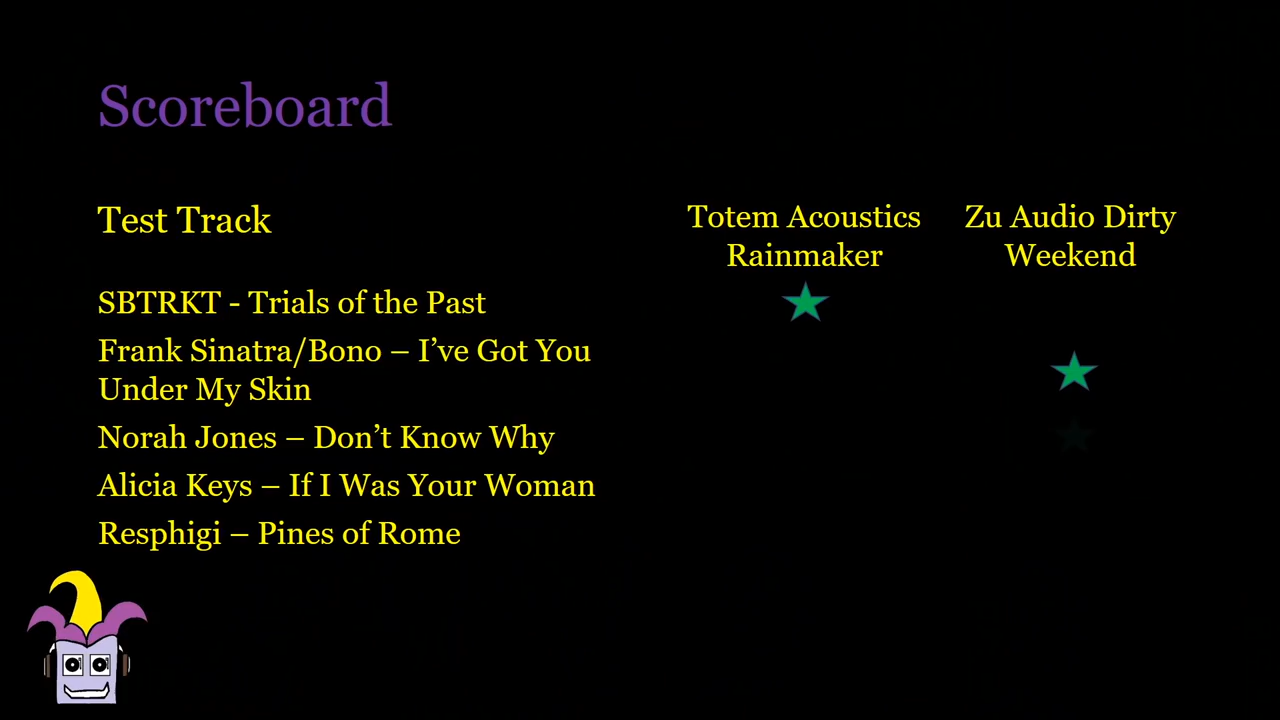 Scoreboard
Test Track
Totem Acoustics
Rainmaker
Zu Audio Dirty
Weekend
SBTRKT - Trials of the Past
Frank Sinatra/Bono – I’ve Got You
Under My Skin
Norah Jones – Don’t Know Why
Alicia Keys – If I Was Your Woman
Resphigi – Pines of Rome